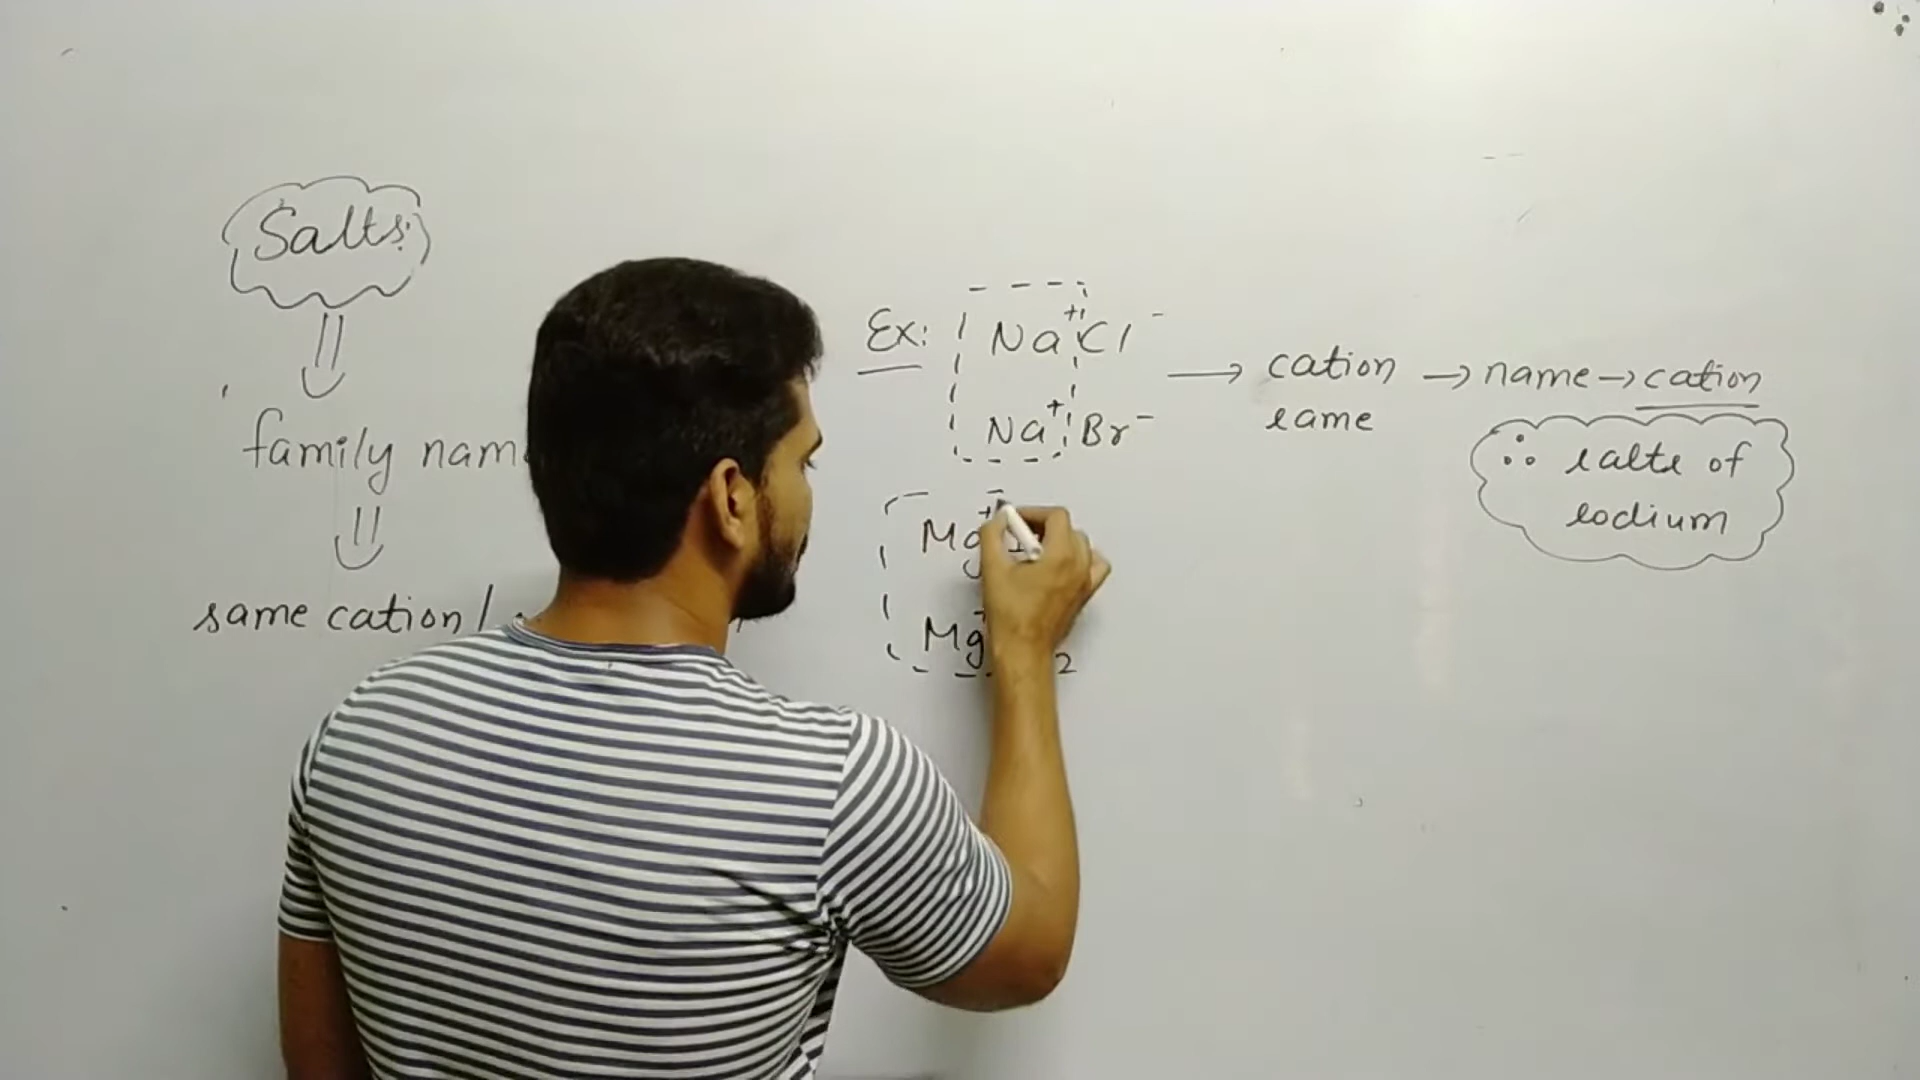 Salts:
family nam
same cation /
Ex: Na⁺¹Cl⁻
Na⁺Br⁻
Mg
Mg 2
→ cation same → name → cation
∴ salts of
sodium